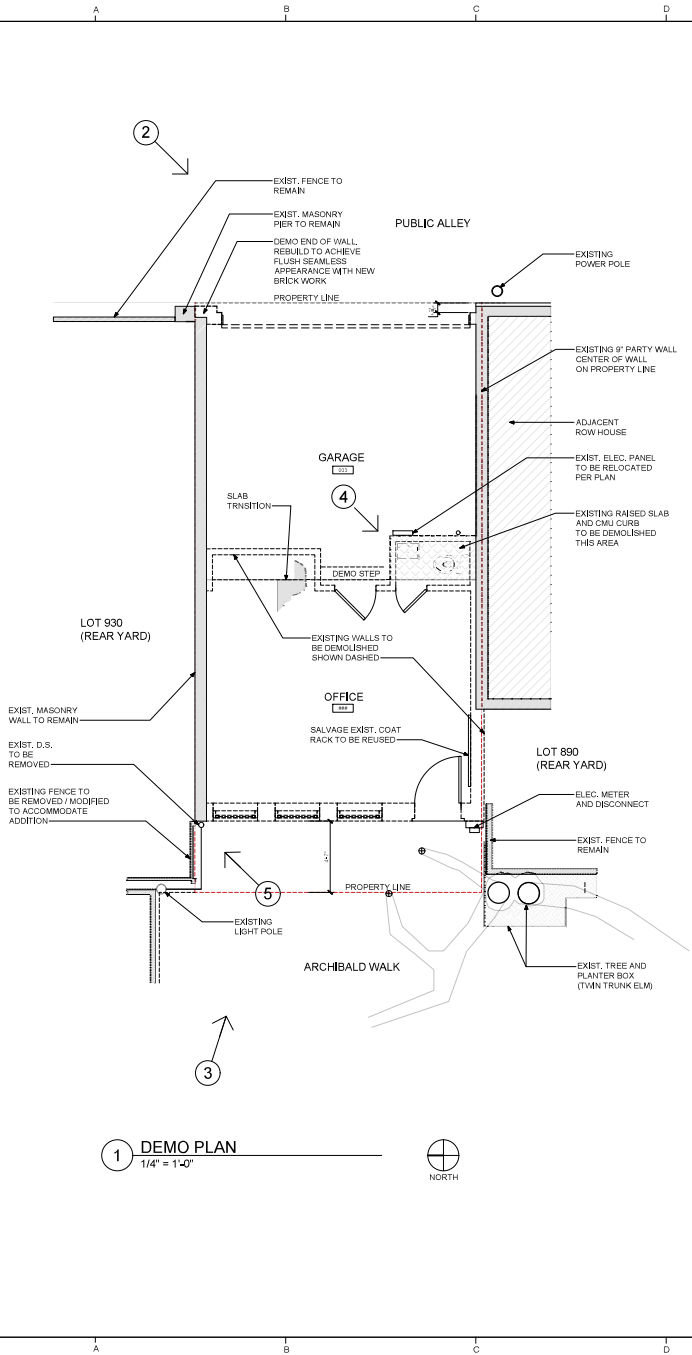 A
B
C
D
2
EXIST. FENCE TO
REMAIN
EXIST. MASONRY
PIER TO REMAIN
PUBLIC ALLEY
DEMO END OF WALL.
REBUILD TO ACHIEVE
FLUSH SEAMLESS
APPEARANCE WITH NEW
BRICK WORK
EXISTING
POWER POLE
PROPERTY LINE
EXISTING 9" PARTY WALL
CENTER OF WALL
ON PROPERTY LINE
ADJACENT
ROW HOUSE
GARAGE
EXIST. ELEC. PANEL
TO BE RELOCATED
PER PLAN
4
SLAB
TRNSITION
EXISTING RAISED SLAB
AND CMU CURB
TO BE DEMOLISHED
THIS AREA
DEMO STEP
LOT 930
(REAR YARD)
EXISTING WALLS TO
BE DEMOLISHED
SHOWN DASHED
OFFICE
###
EXIST. MASONRY
WALL TO REMAIN
SALVAGE EXIST. COAT
RACK TO BE REUSED
LOT 890
(REAR YARD)
EXIST. D.S.
TO BE
REMOVED
EXISTING FENCE TO
BE REMOVED / MODIFIED
TO ACCOMMODATE
ADDITION
ELEC. METER
AND DISCONNECT
EXIST. FENCE TO
REMAIN
5
PROPERTY LINE
EXISTING
LIGHT POLE
ARCHIBALD WALK
EXIST. TREE AND
PLANTER BOX
(TWIN TRUNK ELM)
3
1
DEMO PLAN
1/4" = 1'-0"
NORTH
A
B
C
D